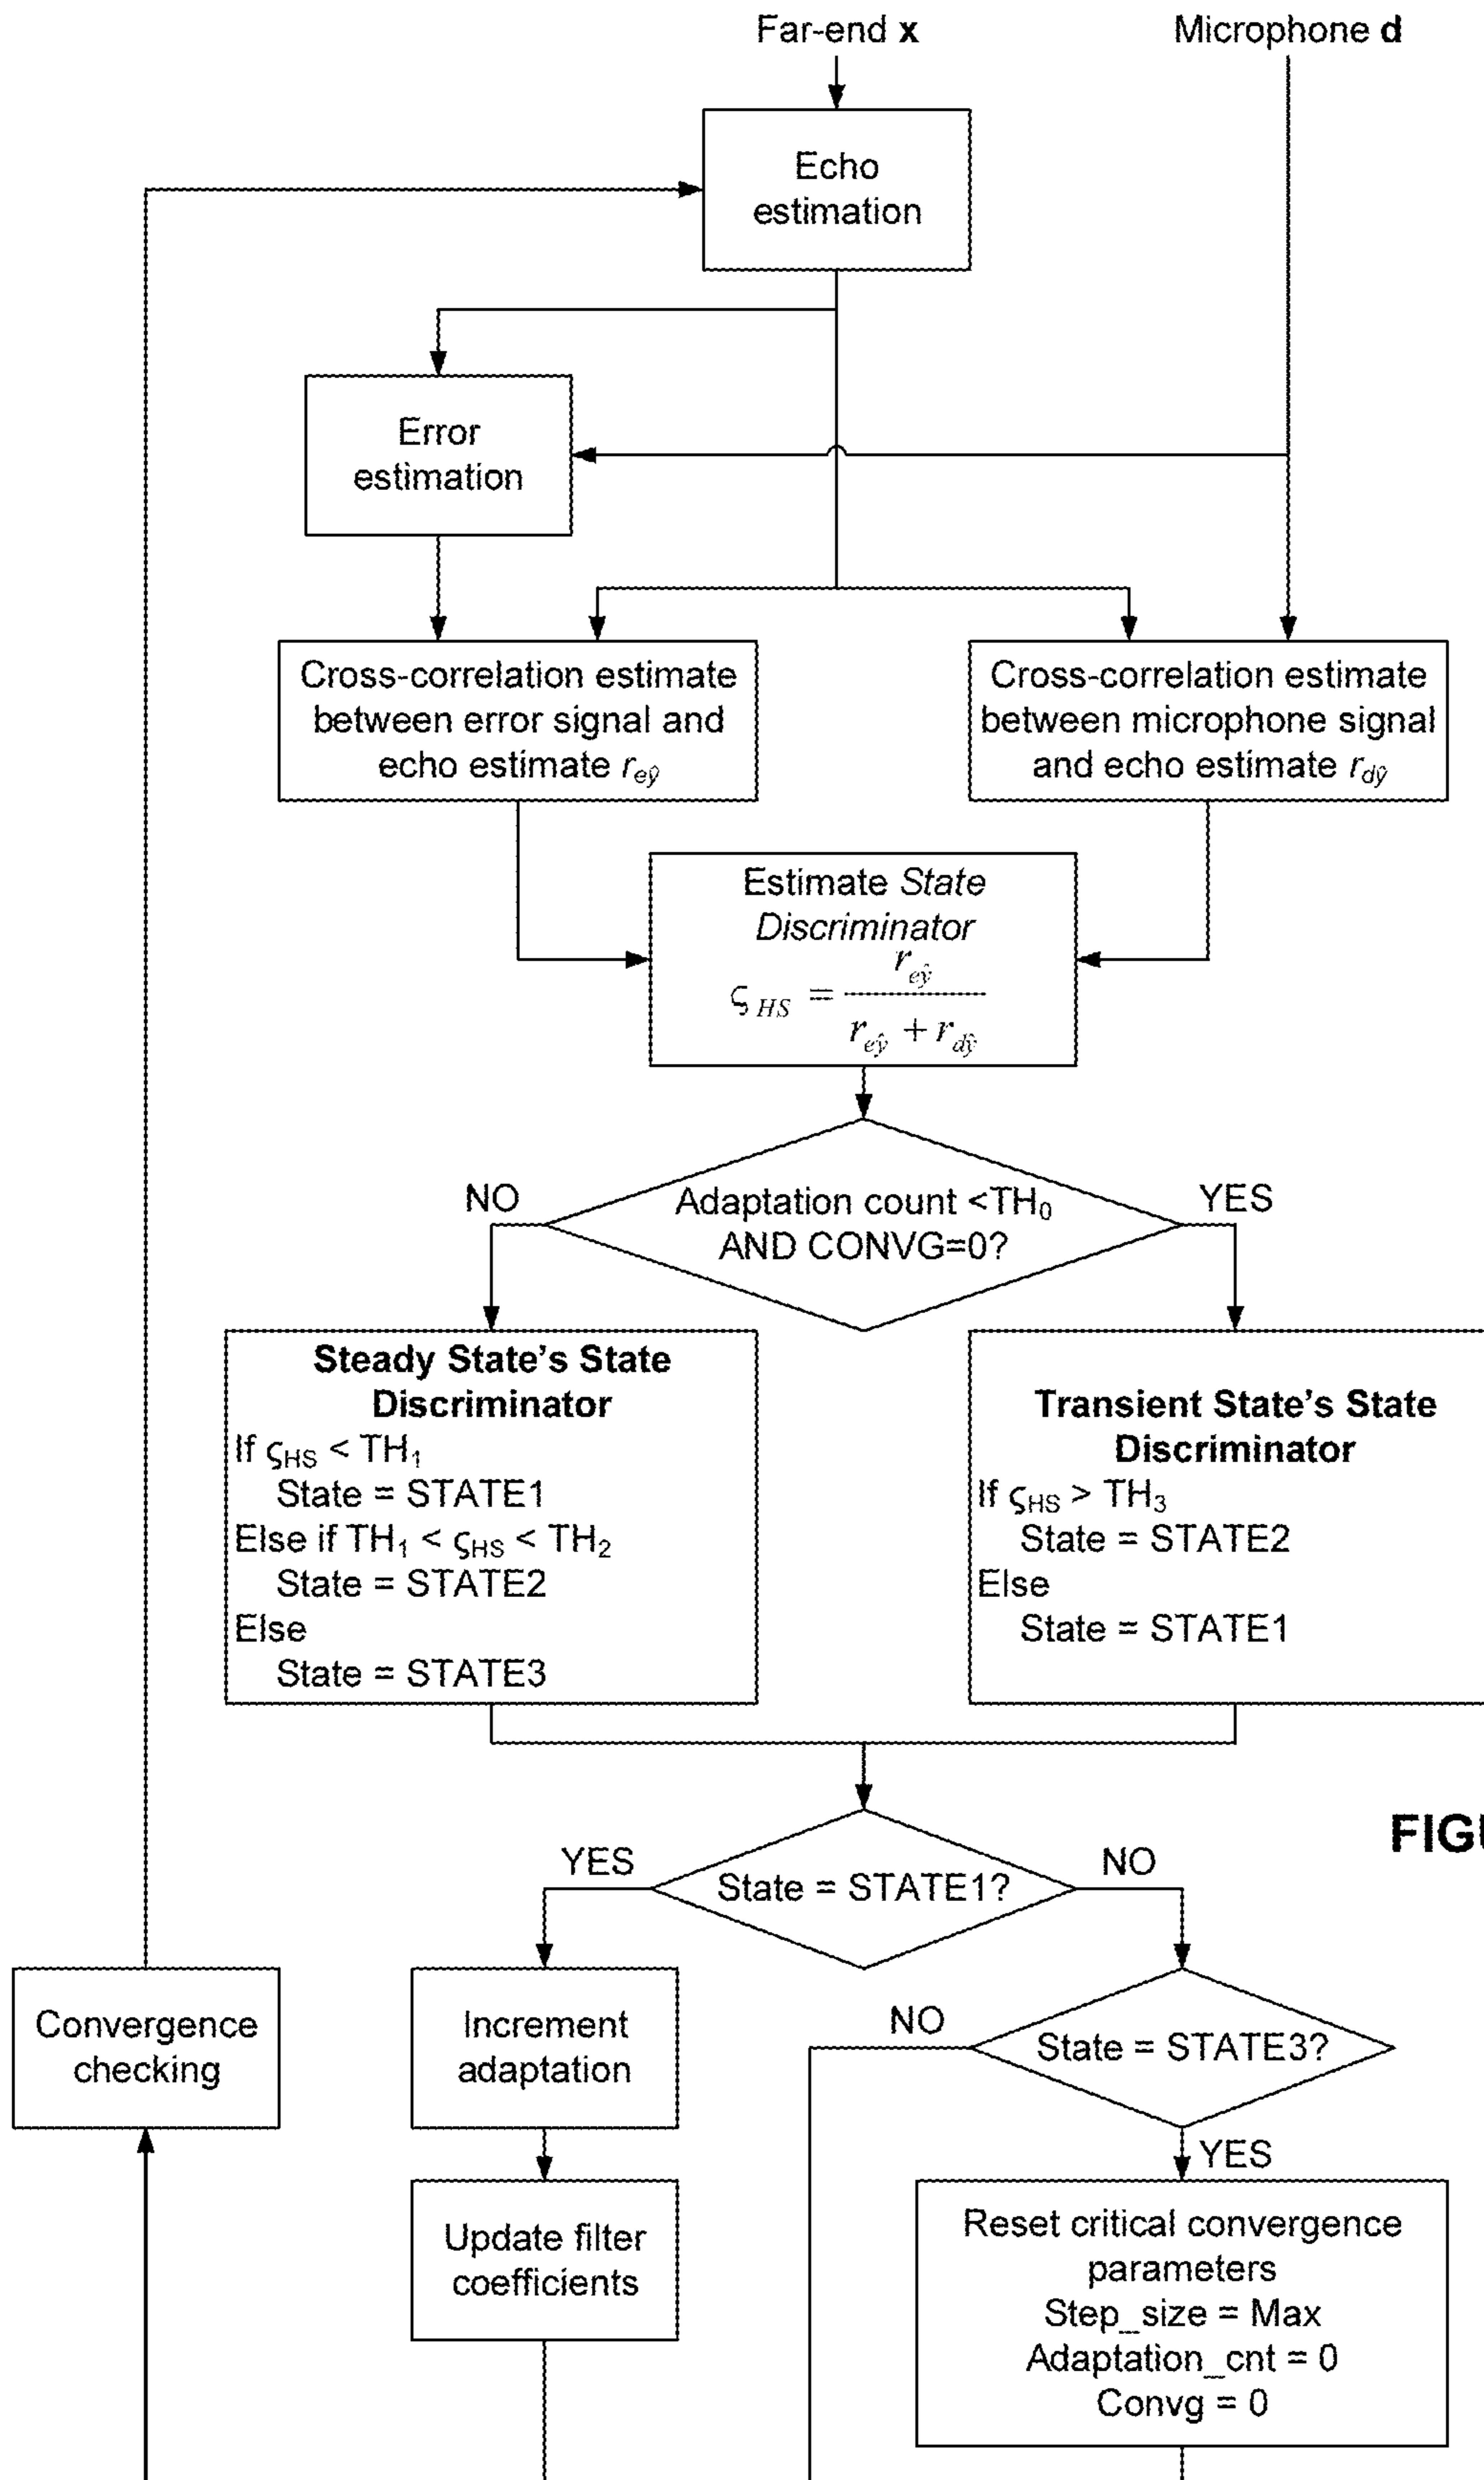 Far-end x
Microphone d
Echo
estimation
Error
estimation
Cross-correlation estimate
between error signal and
echo estimate r_eŷ
Cross-correlation estimate
between microphone signal
and echo estimate r_dŷ
Estimate State
Discriminator
ς_HS = r_eŷ / (r_eŷ + r_dŷ)
NO
Adaptation count <TH₀
AND CONVG=0?
YES
Steady State's State
Discriminator
If ς_HS < TH₁
State = STATE1
Else if TH₁ < ς_HS < TH₂
State = STATE2
Else
State = STATE3
Transient State's State
Discriminator
If ς_HS > TH₃
State = STATE2
Else
State = STATE1
FIGU
YES
State = STATE1?
NO
Convergence
checking
Increment
adaptation
NO
State = STATE3?
YES
Update filter
coefficients
Reset critical convergence
parameters
Step_size = Max
Adaptation_cnt = 0
Convg = 0